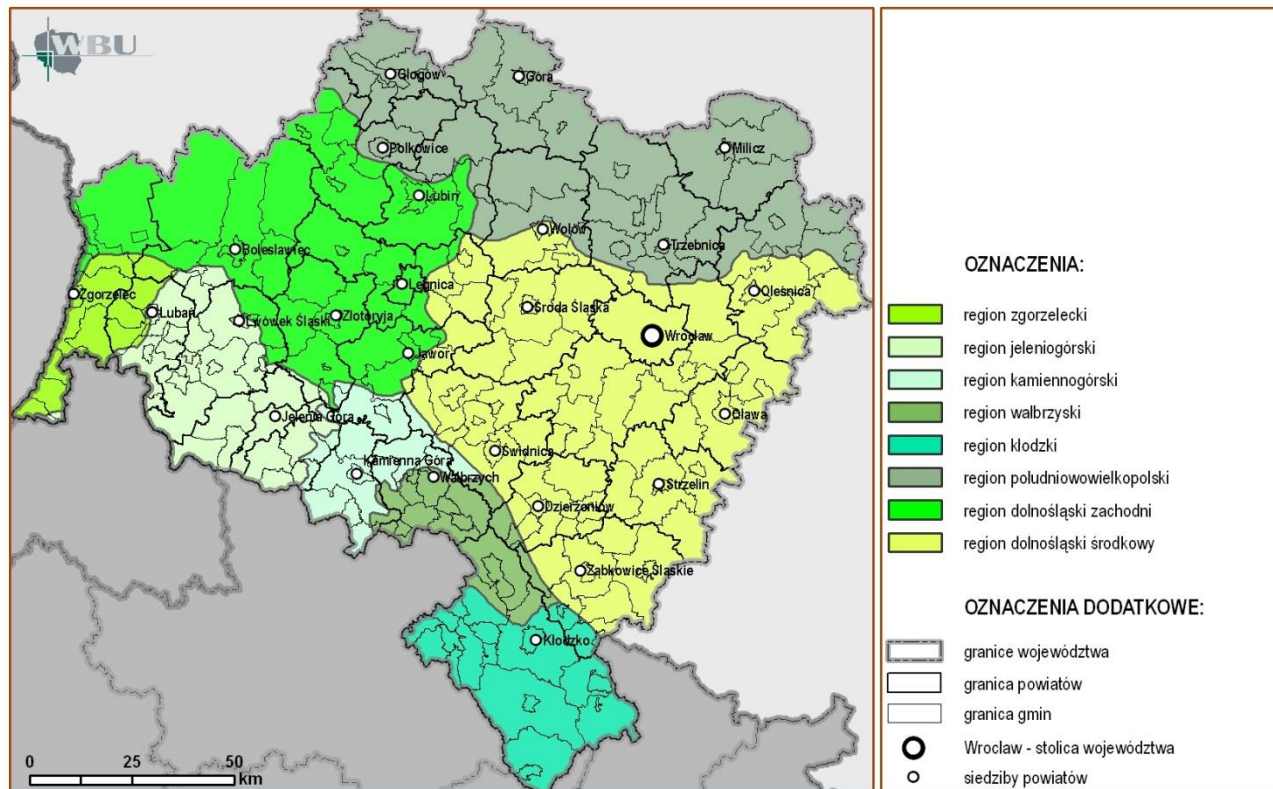 WBU
Głogów
Góra
Polkowice
Milicz
Lubin
Wołów
Trzebnica
Bolesławiec
Zgorzelec
Legnica
Oleśnica
Lubań
Lwówek Śląski
Złotoryja
Środa Śląska
Wrocław
Jawor
Jelenia Góra
Oława
Świdnica
Kamienna Góra
Wałbrzych
Strzelin
Dzierżoniów
Ząbkowice Śląskie
Kłodzko
0 25 50
km
OZNACZENIA:
region zgorzelecki
region jeleniogórski
region kamiennogórski
region wałbrzyski
region kłodzki
region południowowielkopolski
region dolnośląski zachodni
region dolnośląski środkowy
OZNACZENIA DODATKOWE:
granice województwa
granica powiatów
granica gmin
Wrocław - stolica województwa
siedziby powiatów